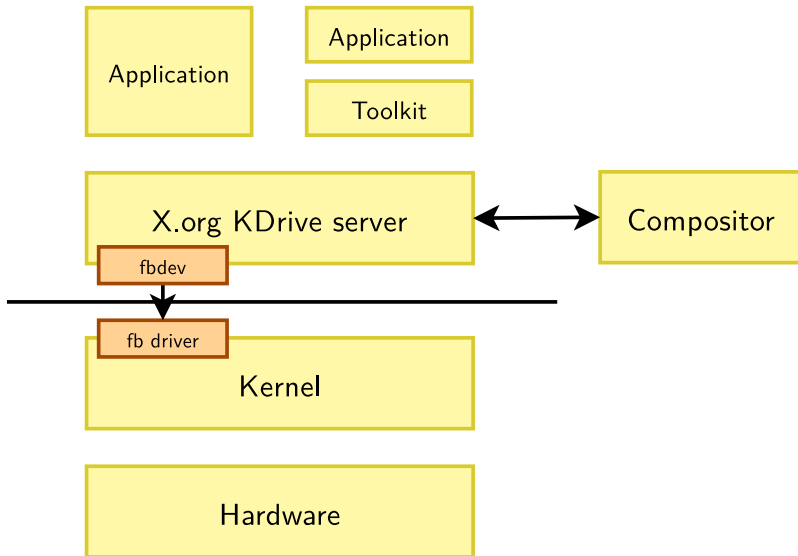 Application
Application
Toolkit
X.org KDrive server
Compositor
fbdev
fb driver
Kernel
Hardware